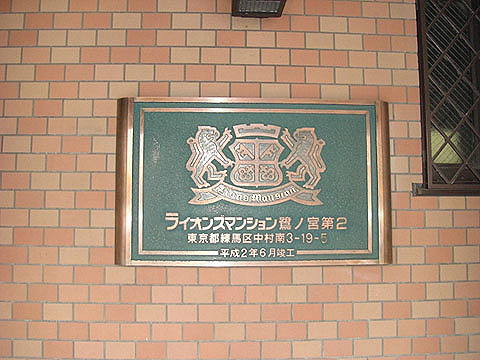 Lions Mansion
ライオンズマンション鷺ノ宮第2
東京都練馬区中村南3-19-5
平成2年6月竣工